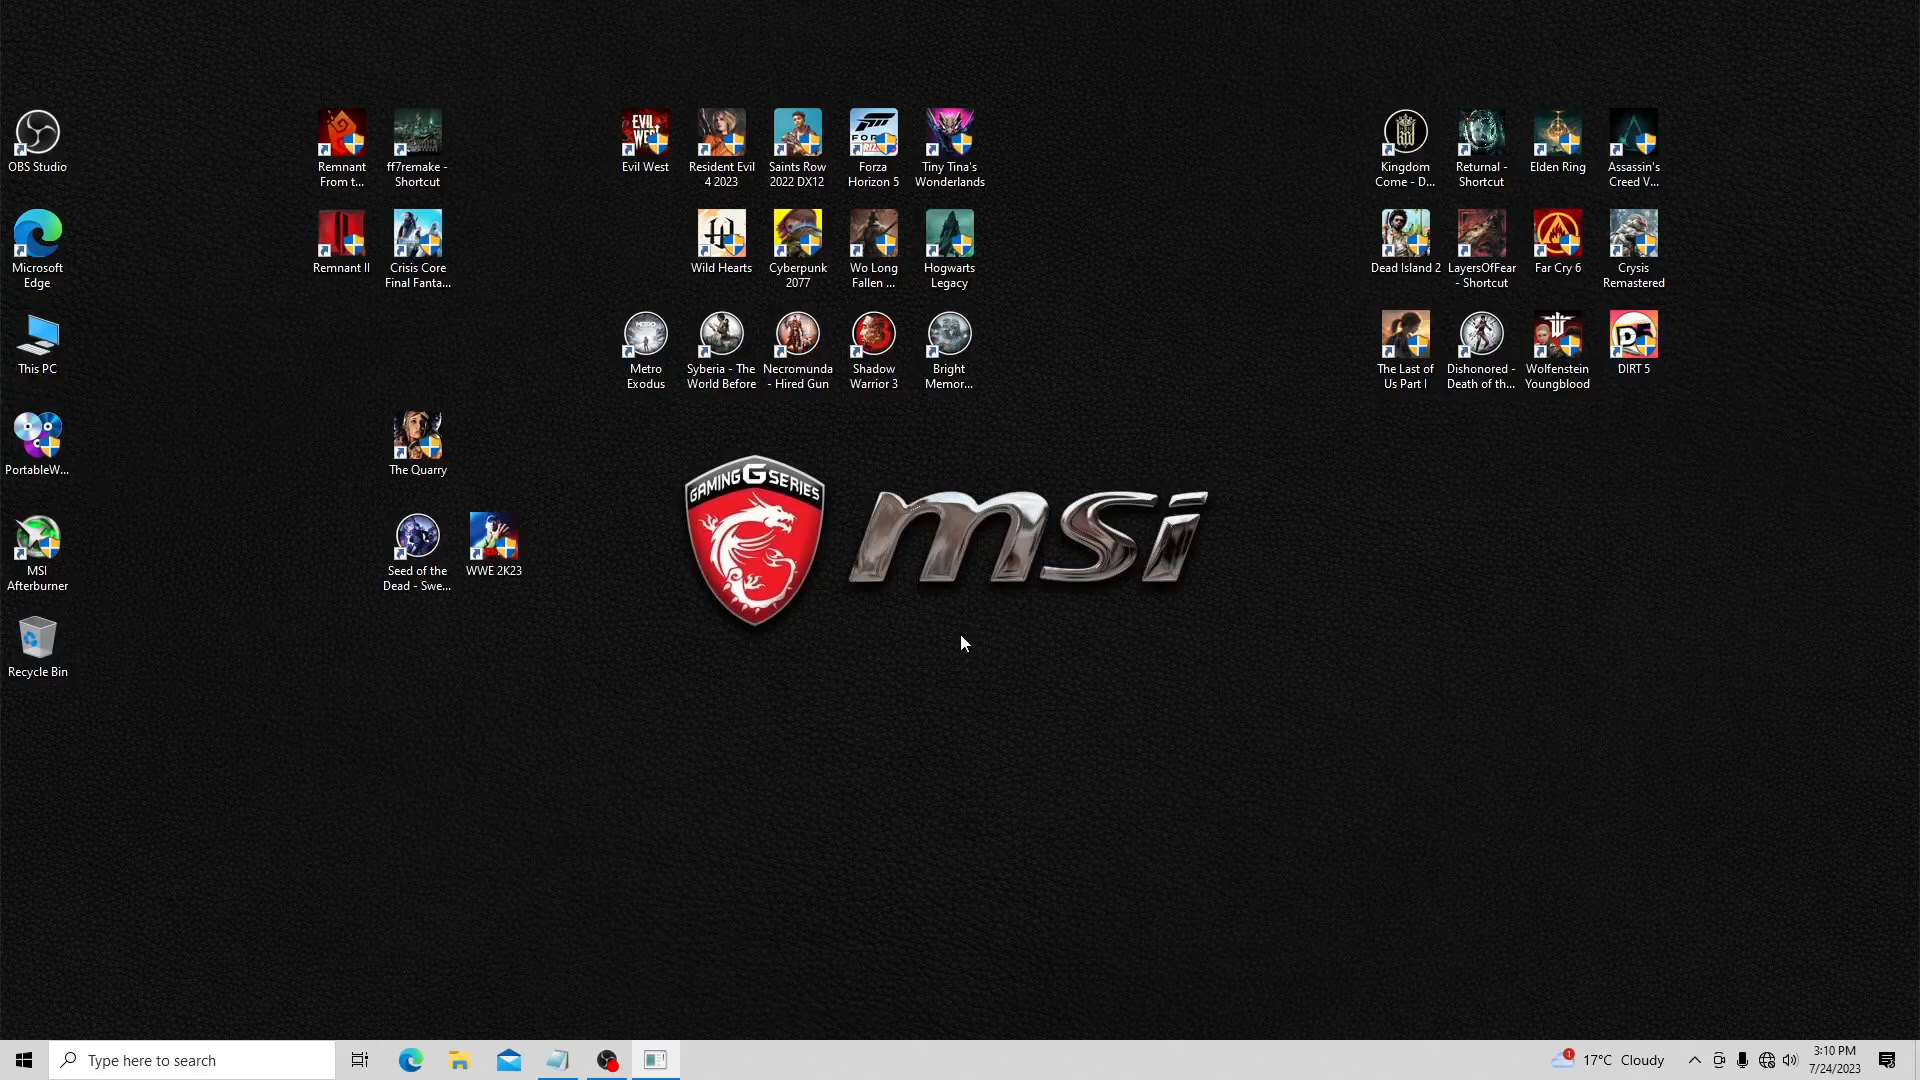 OBS Studio
Microsoft
Edge
This PC
PortableW...
MSI
Afterburner
Recycle Bin
Remnant
From t...
ff7remake -
Shortcut
Remnant II
Crisis Core
Final Fanta...
The Quarry
Seed of the
Dead - Swe...
WWE 2K23
EVIL
WEST
Evil West
Resident Evil
4 2023
Saints Row
2022 DX12
Forza
Horizon 5
Tiny Tina's
Wonderlands
Wild Hearts
Cyberpunk
2077
Wo Long
Fallen ...
Hogwarts
Legacy
METRO
Metro
Exodus
Syberia - The
World Before
Necromunda
- Hired Gun
Shadow
Warrior 3
Bright
Memor...
Kingdom
Come - D...
Returnal -
Shortcut
Elden Ring
Assassin's
Creed V...
Dead Island 2
LayersOfFear
- Shortcut
Far Cry 6
Crysis
Remastered
The Last of
Us Part I
Dishonored -
Death of th...
Wolfenstein
Youngblood
D5
DIRT 5
GAMING G SERIES
msi
Type here to search
1
17°C Cloudy
3:10 PM
7/24/2023